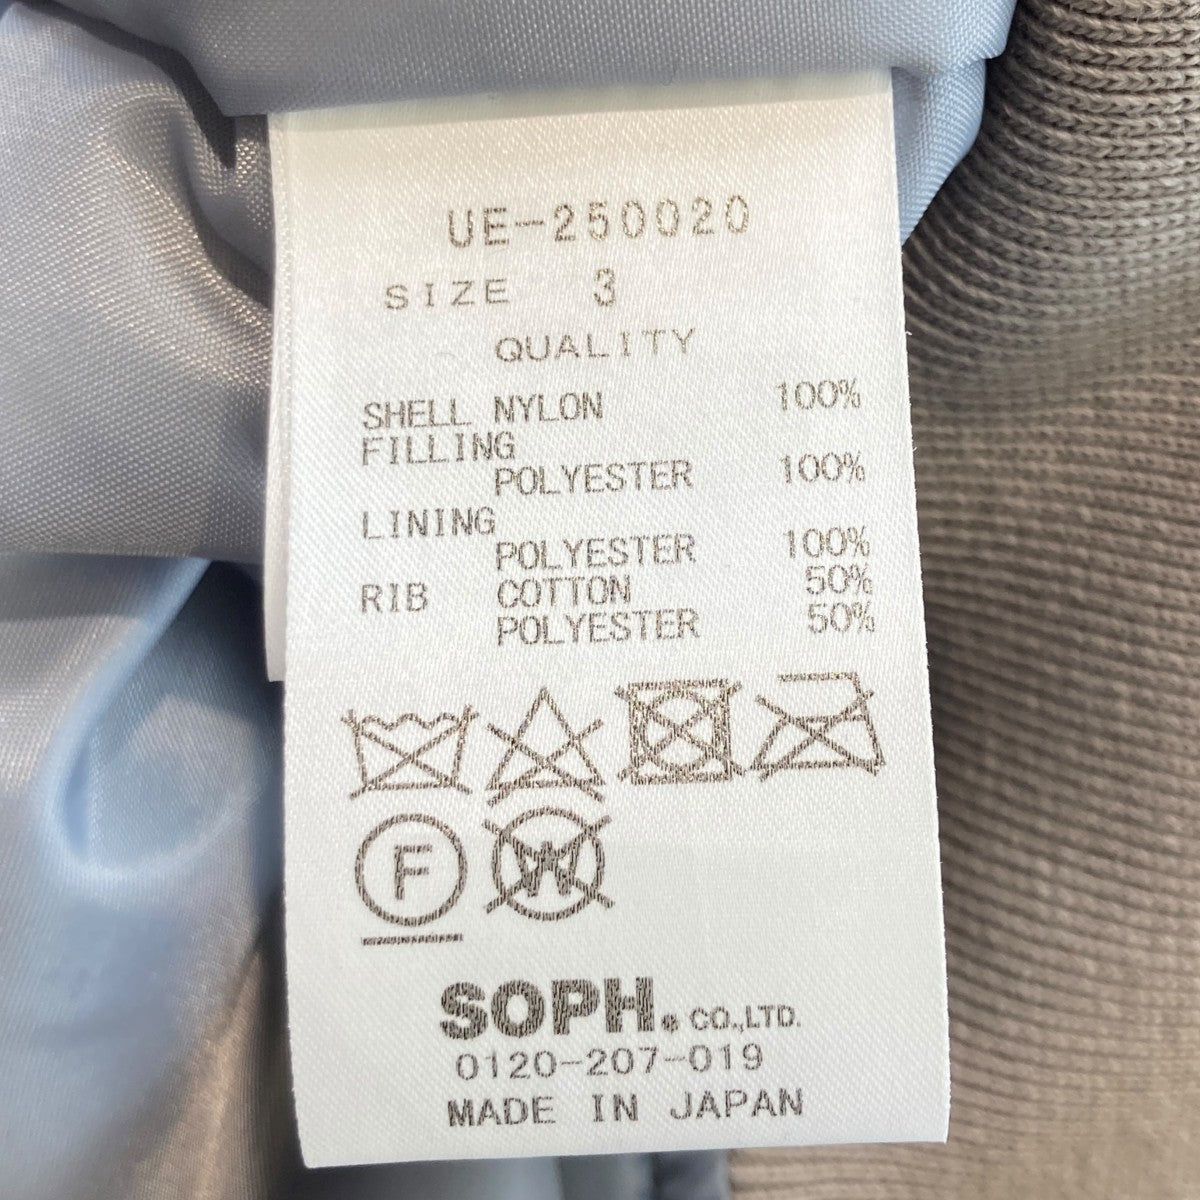 UE-250020
SIZE 3
QUALITY
SHELL NYLON 100%
FILLING
POLYESTER 100%
LINING
POLYESTER 100%
RIB COTTON 50%
POLYESTER 50%
F W
SOPH. CO.,LTD.
0120-207-019
MADE IN JAPAN